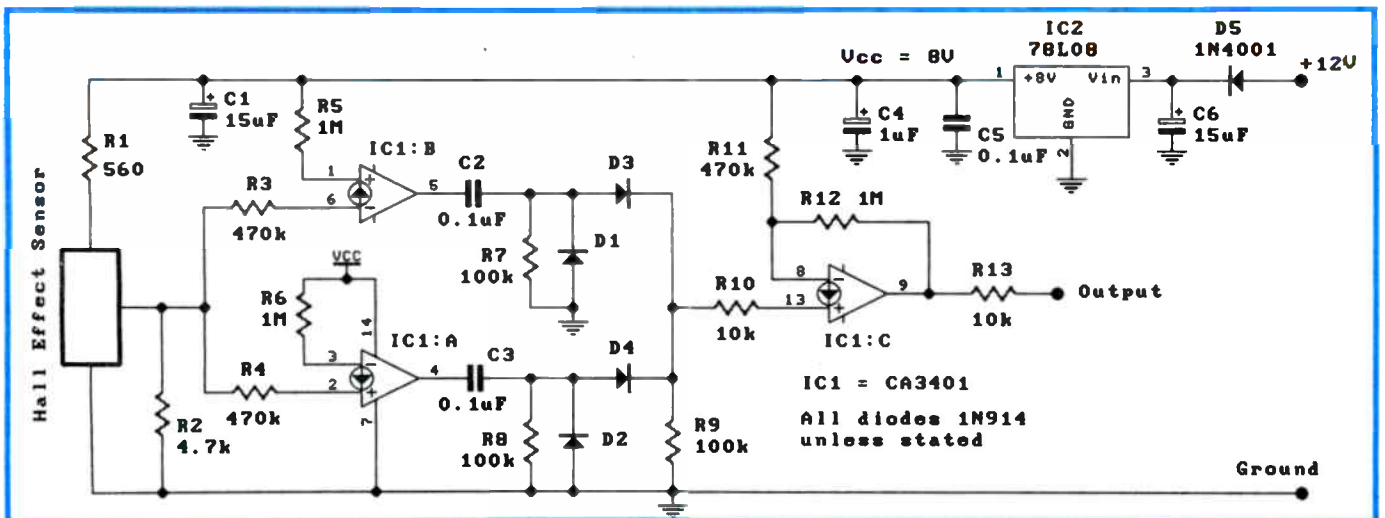 IC2
78L08
D5
1N4001
+12V
Vcc = 8V
1
+8V
Vin
3
GND
2
C1
15uF
+
R5
1M
C4
1uF
+
C5
0.1uF
C6
15uF
+
R1
560
Hall Effect Sensor
IC1:B
1
+
6
-
5
C2
0.1uF
D3
R11
470k
R12 1M
R3
470k
R7
100k
D1
VCC
R6
1M
14
R10
10k
8
-
13
+
9
IC1:C
R13
10k
Output
R4
470k
3
-
2
+
IC1:A
4
7
C3
0.1uF
D4
R2
4.7k
R8
100k
D2
R9
100k
IC1 = CA3401
All diodes 1N914
unless stated
Ground